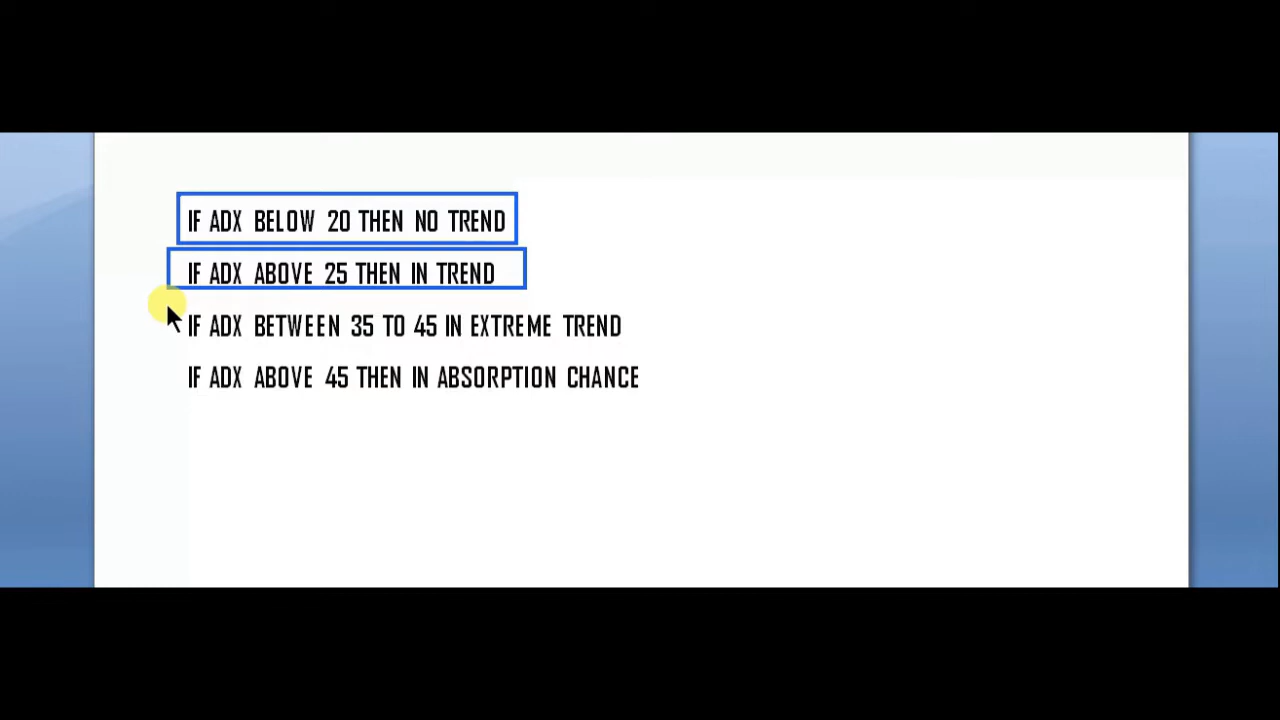 IF ADX BELOW 20 THEN NO TREND
IF ADX ABOVE 25 THEN IN TREND
IF ADX BETWEEN 35 TO 45 IN EXTREME TREND
IF ADX ABOVE 45 THEN IN ABSORPTION CHANCE